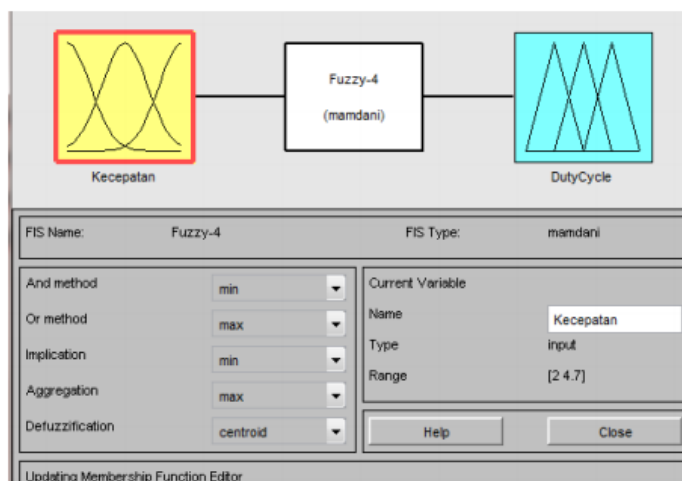 Fuzzy-4
(mamdani)
Kecepatan
DutyCycle
FIS Name: Fuzzy-4 FIS Type: mamdani
And method min
Or method max
Implication min
Aggregation max
Defuzzification centroid
Current Variable
Name Kecepatan
Type input
Range [2 4.7]
Help Close
Updating Membership Function Editor